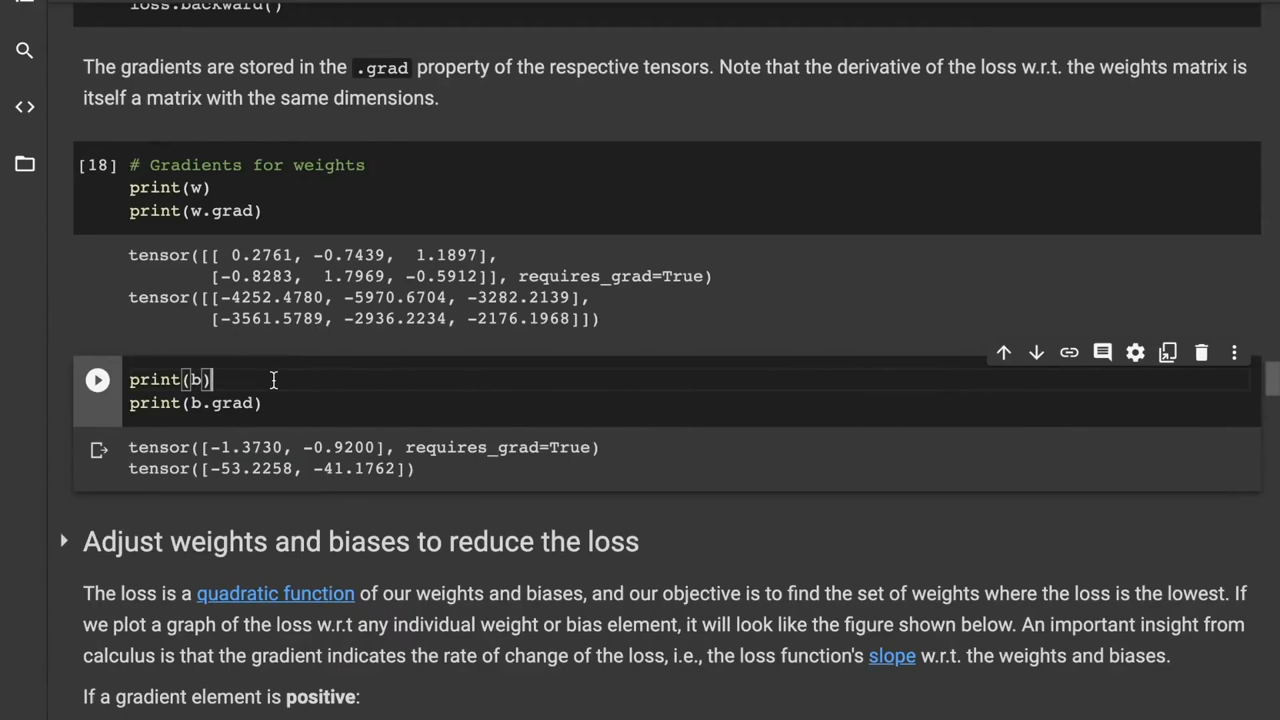 loss.backward()
The gradients are stored in the .grad property of the respective tensors. Note that the derivative of the loss w.r.t. the weights matrix is
itself a matrix with the same dimensions.
[18] # Gradients for weights
print(w)
print(w.grad)
tensor([[ 0.2761, -0.7439,  1.1897],
        [-0.8283,  1.7969, -0.5912]], requires_grad=True)
tensor([[-4252.4780, -5970.6704, -3282.2139],
        [-3561.5789, -2936.2234, -2176.1968]])
print(b)
print(b.grad)
tensor([-1.3730, -0.9200], requires_grad=True)
tensor([-53.2258, -41.1762])
Adjust weights and biases to reduce the loss
The loss is a quadratic function of our weights and biases, and our objective is to find the set of weights where the loss is the lowest. If
we plot a graph of the loss w.r.t any individual weight or bias element, it will look like the figure shown below. An important insight from
calculus is that the gradient indicates the rate of change of the loss, i.e., the loss function's slope w.r.t. the weights and biases.
If a gradient element is positive: